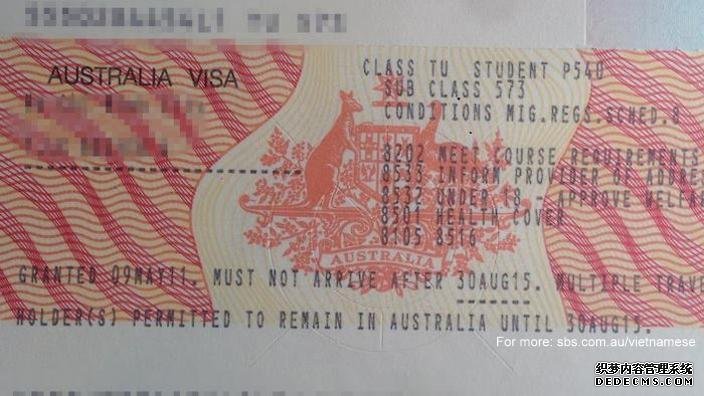 AUSTRALIA VISA
CLASS TU STUDENT P540
SUB CLASS 573
CONDITIONS MIG.REGS.SCHED.8
8202 MEET COURSE REQUIREMENTS
8533 INFORM PROVIDER OF ADDRE
8532 UNDER 18 - APPROVE WELFA
8501 HEALTH COVER
8105 8516
AUSTRALIA
GRANTED 09MAY11. MUST NOT ARRIVE AFTER 30AUG15. MULTIPLE TRAVE
HOLDER(S) PERMITTED TO REMAIN IN AUSTRALIA UNTIL 30AUG15.
For more: sbs.com.au/vietnamese
织梦内容管理系统
DEDECMS.COM